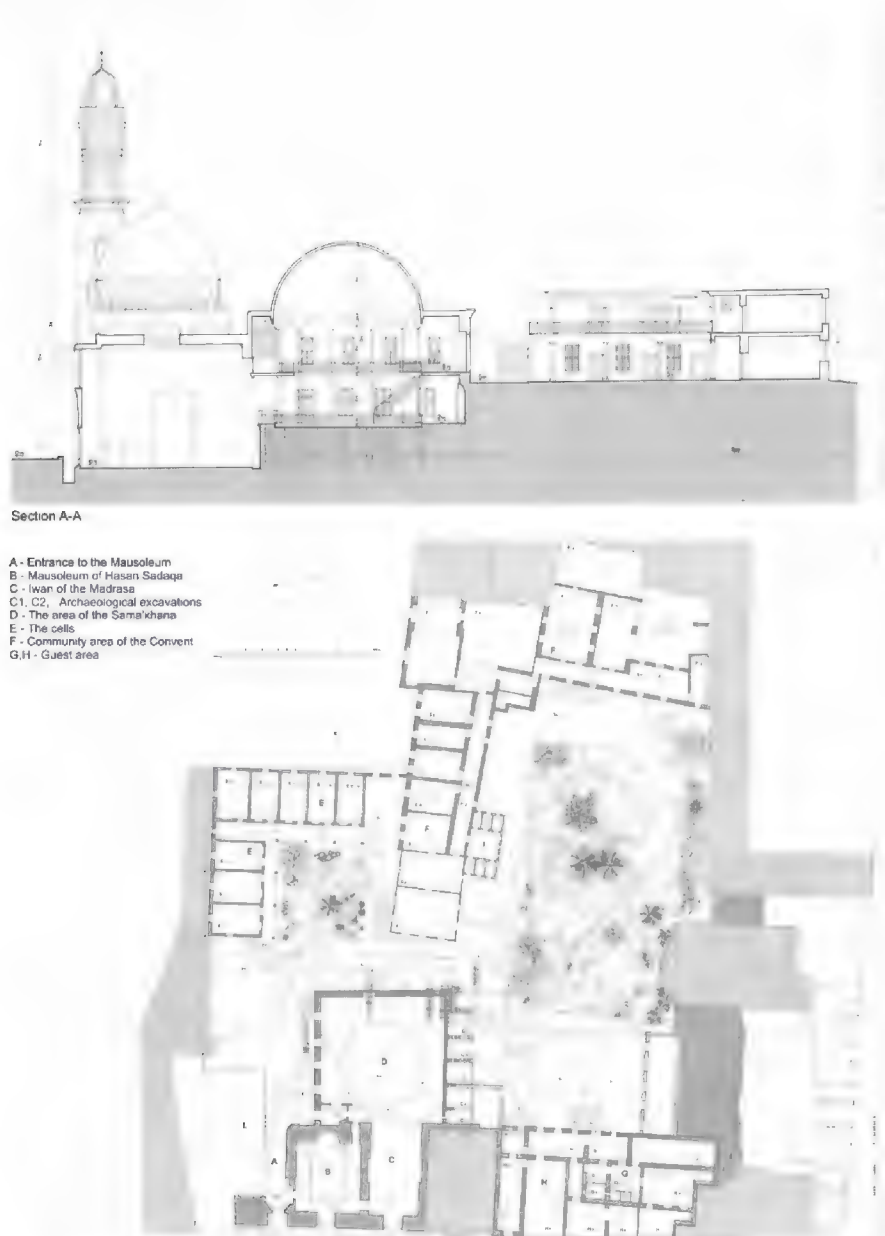 Section A-A
A - Entrance to the Mausoleum
B - Mausoleum of Hasan Sadaqa
C - Iwan of the Madrasa
C1, C2, Archaeological excavations
D - The area of the Sama'khana
E - The cells
F - Community area of the Convent
G,H - Guest area
F
E
E
F
D
L
A
B
C
G
H